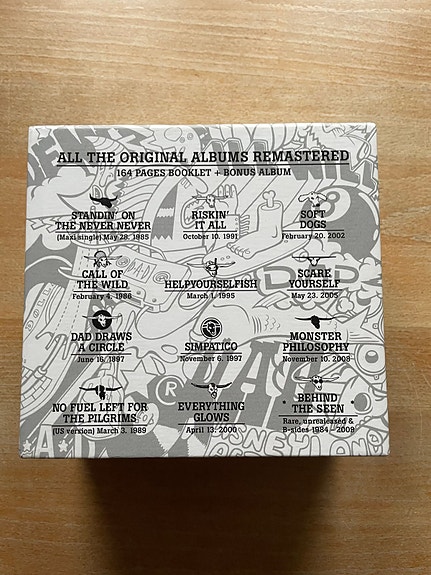 ALL THE ORIGINAL ALBUMS REMASTERED
164 PAGES BOOKLET + BONUS ALBUM
STANDIN' ON
THE NEVER NEVER
(Maxi single) May 28, 1985
CALL OF
THE WILD
February 4, 1986
DAD DRAWS
A CIRCLE
June 16, 1897
NO FUEL LEFT FOR
THE PILGRIMS
(US version) March 3, 1989
RISKIN'
IT ALL
October 10, 1991
HELPYOURSELFISH
March 1, 1995
SIMPATICO
November 6, 1997
EVERYTHING
GLOWS
April 13, 2000
SOFT
DOGS
February 20, 2002
SCARE
YOURSELF
May 23, 2005
MONSTER
PHILOSOPHY
November 10, 2008
• BEHIND •
THE SEEN
Rare, unreleased &
B-sides 1984 - 2009
DAD
®
DISNEYLAND